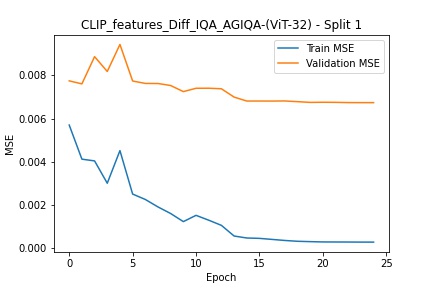 CLIP_features_Diff_IQA_AGIQA-(ViT-32) - Split 1
Train MSE
Validation MSE
0.008
0.006
0.004
0.002
0.000
MSE
0 5 10 15 20 25
Epoch